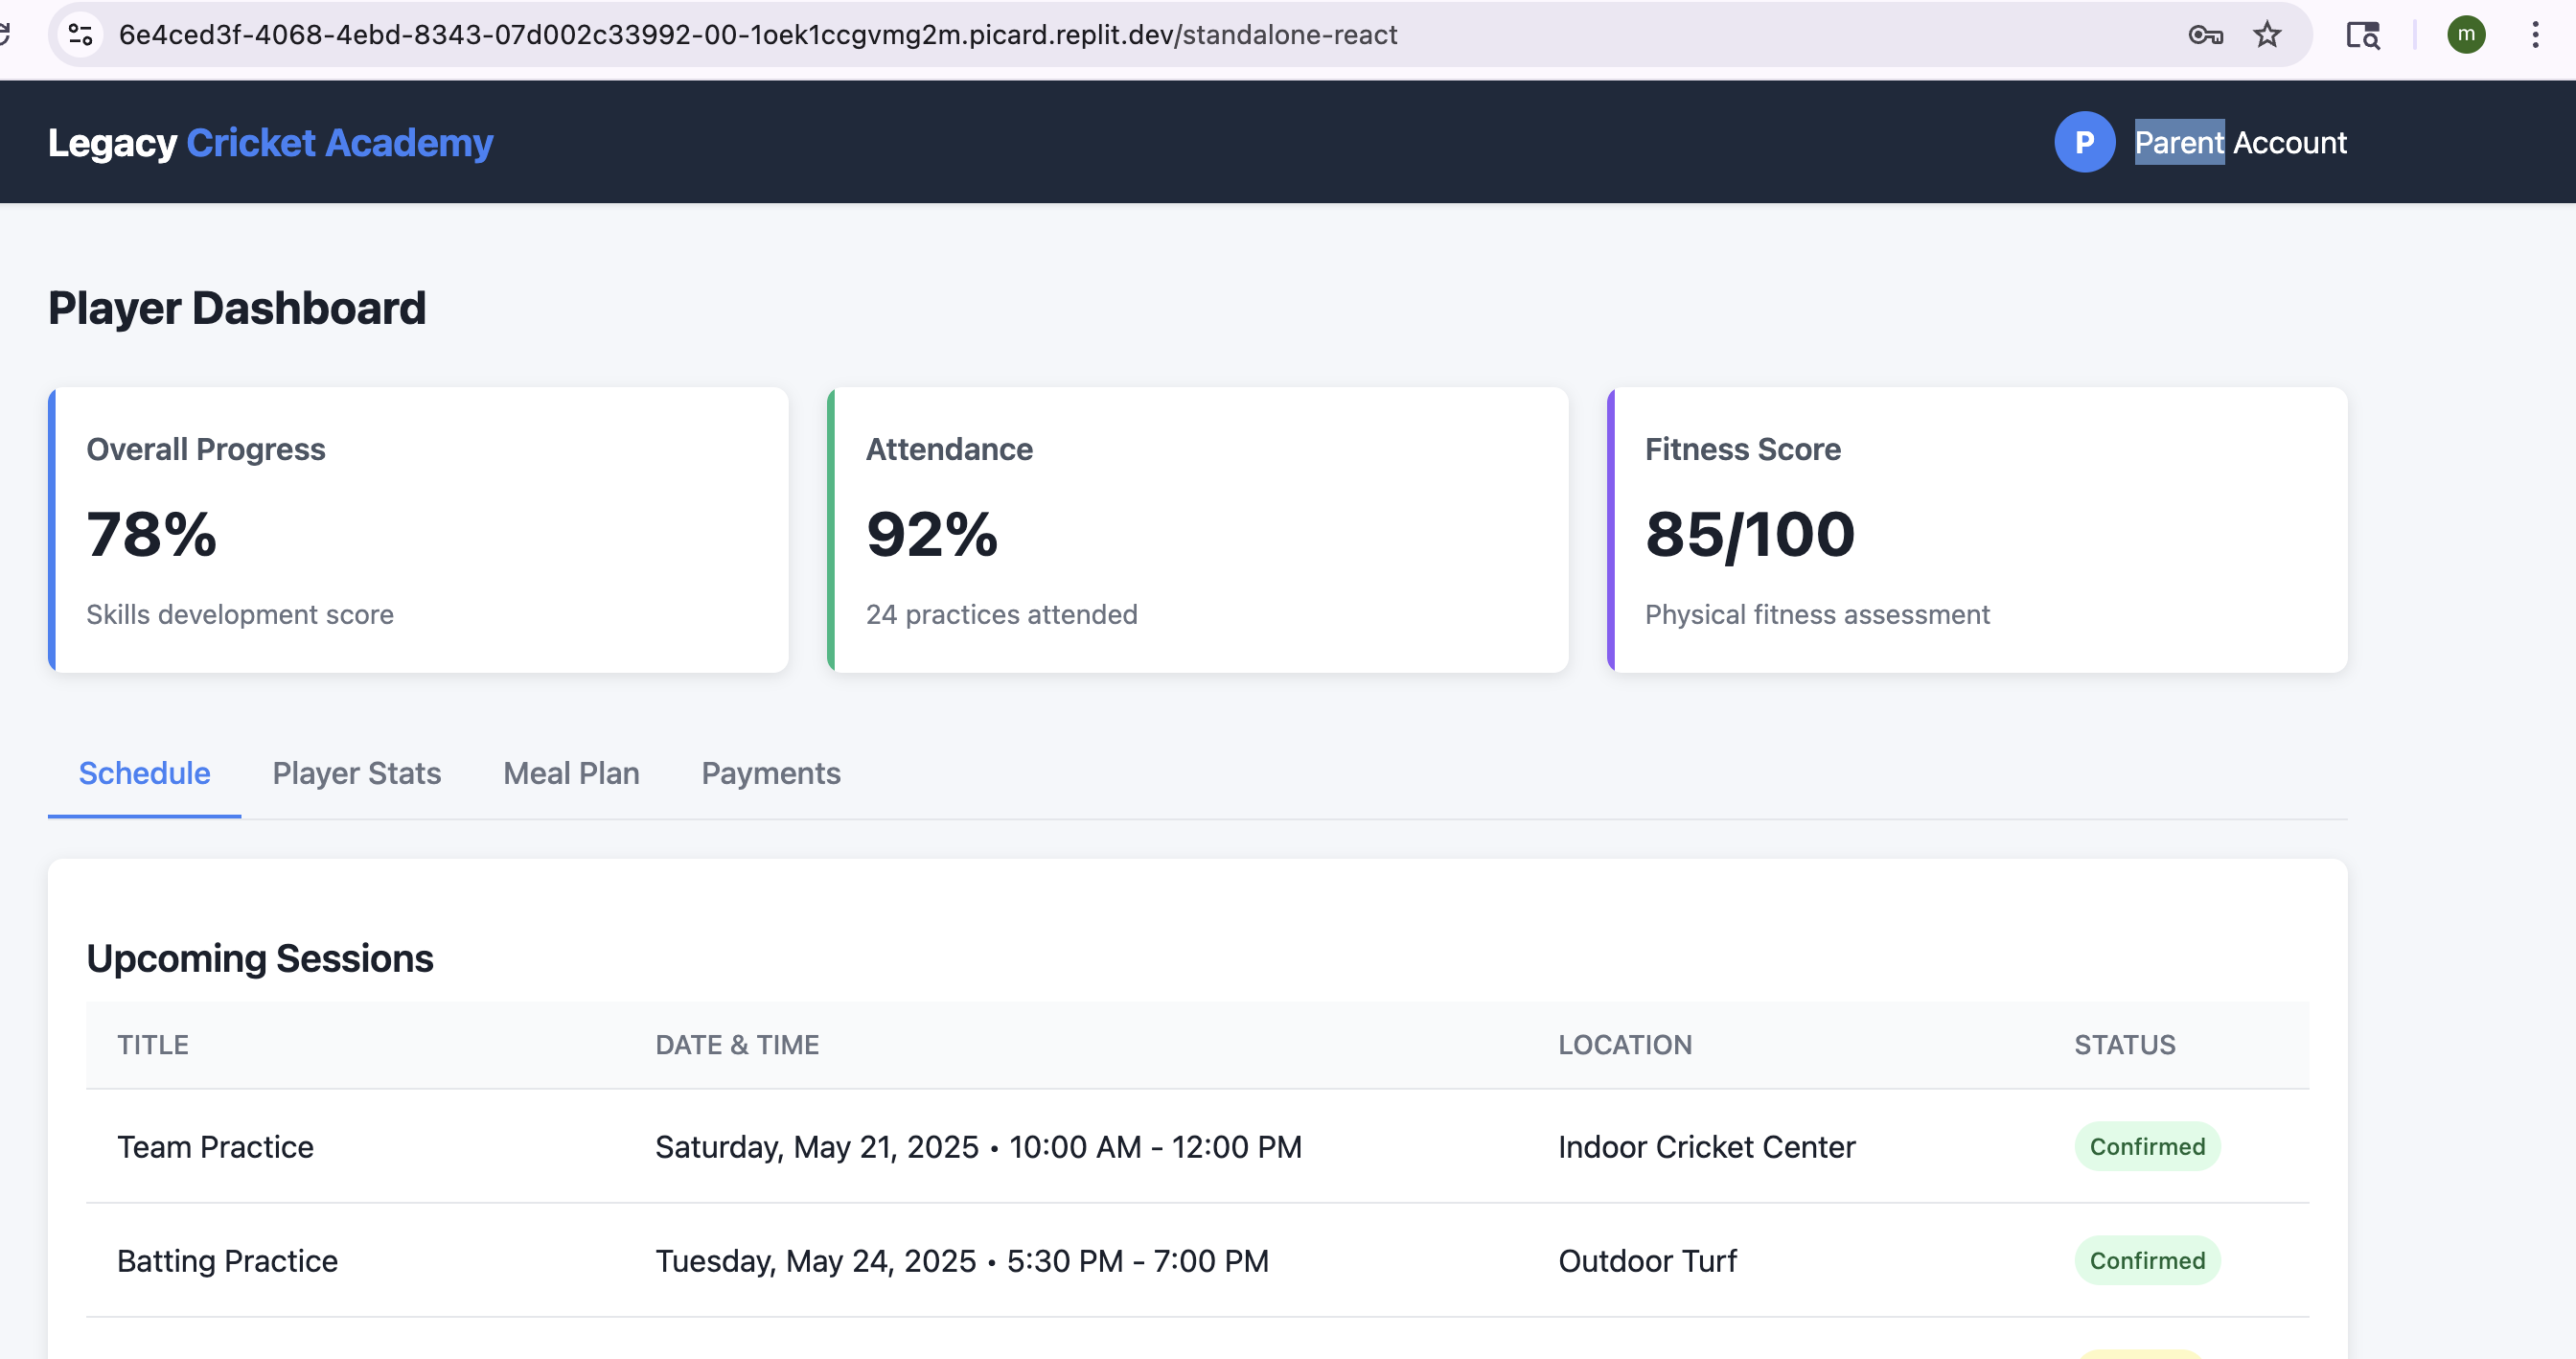 6e4ced3f-4068-4ebd-8343-07d002c33992-00-1oek1ccgvmg2m.picard.replit.dev/standalone-react
m
Legacy Cricket Academy
P Parent Account
Player Dashboard
Overall Progress
78%
Skills development score
Attendance
92%
24 practices attended
Fitness Score
85/100
Physical fitness assessment
Schedule Player Stats Meal Plan Payments
Upcoming Sessions
TITLE DATE & TIME LOCATION STATUS
Team Practice Saturday, May 21, 2025 • 10:00 AM - 12:00 PM Indoor Cricket Center Confirmed
Batting Practice Tuesday, May 24, 2025 • 5:30 PM - 7:00 PM Outdoor Turf Confirmed